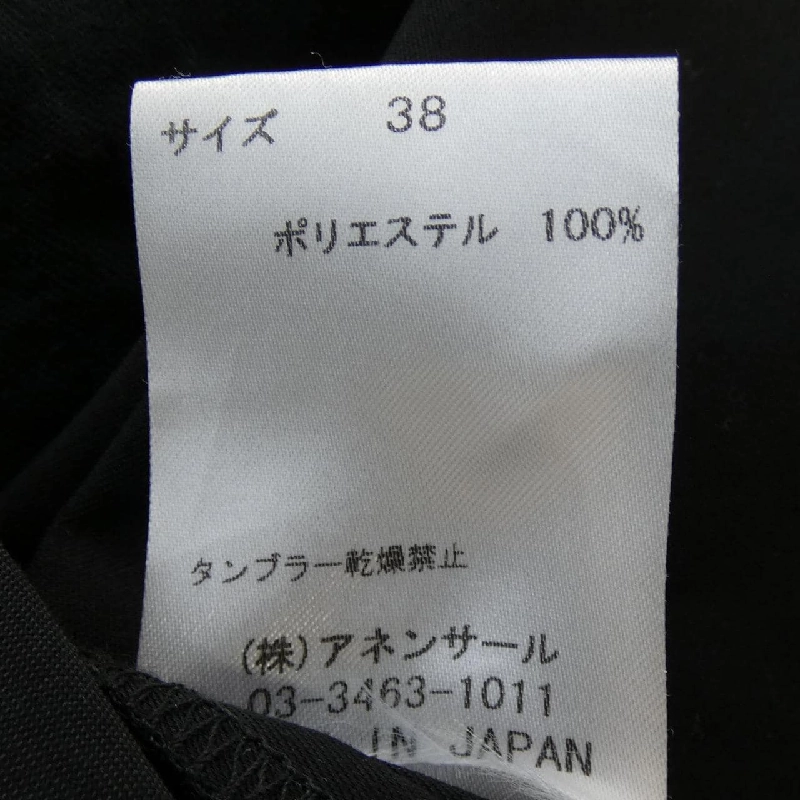 サイズ 38
ポリエステル 100%
タンブラー乾燥禁止
(株)アネンサール
03-3463-1011
IN JAPAN